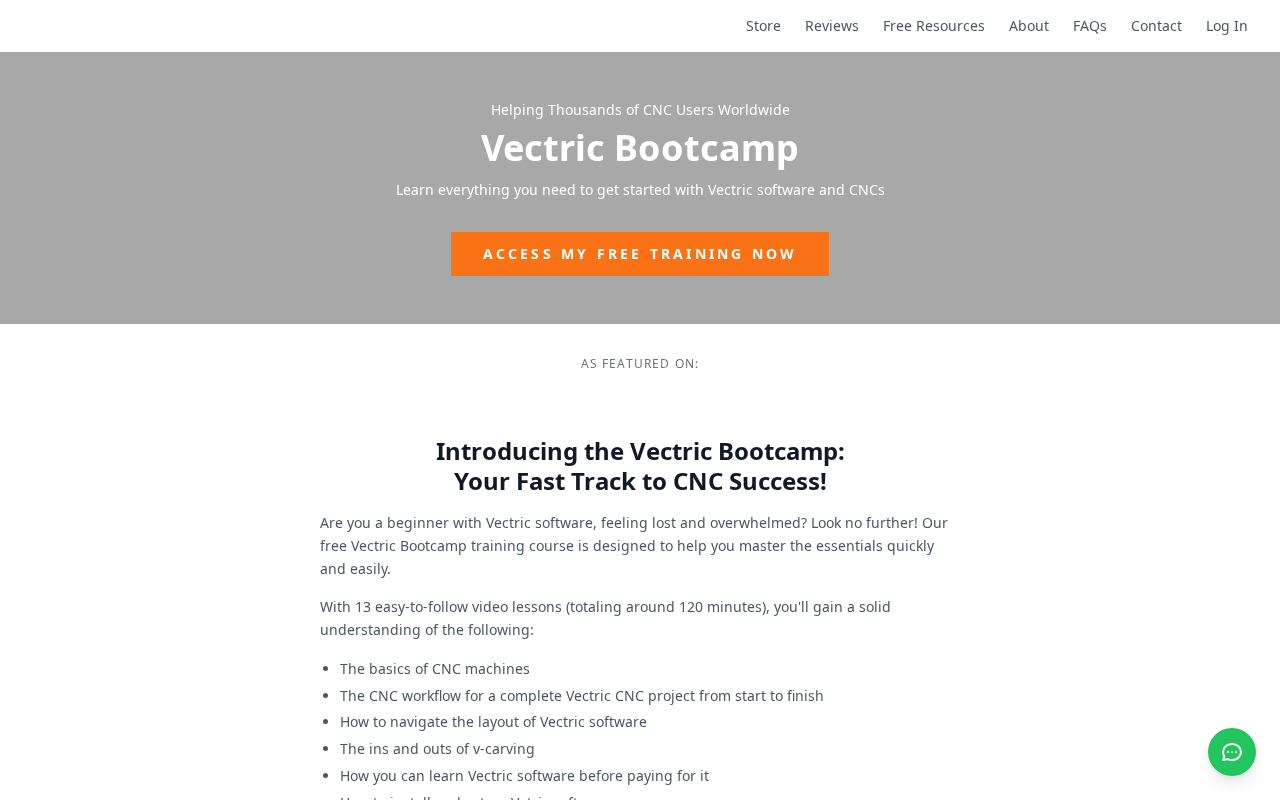 Store Reviews Free Resources About FAQs Contact Log In
Helping Thousands of CNC Users Worldwide
Vectric Bootcamp
Learn everything you need to get started with Vectric software and CNCs
ACCESS MY FREE TRAINING NOW
AS FEATURED ON:
Introducing the Vectric Bootcamp:
Your Fast Track to CNC Success!
Are you a beginner with Vectric software, feeling lost and overwhelmed? Look no further! Our
free Vectric Bootcamp training course is designed to help you master the essentials quickly
and easily.
With 13 easy-to-follow video lessons (totaling around 120 minutes), you'll gain a solid
understanding of the following:
• The basics of CNC machines
• The CNC workflow for a complete Vectric CNC project from start to finish
• How to navigate the layout of Vectric software
• The ins and outs of v-carving
• How you can learn Vectric software before paying for it